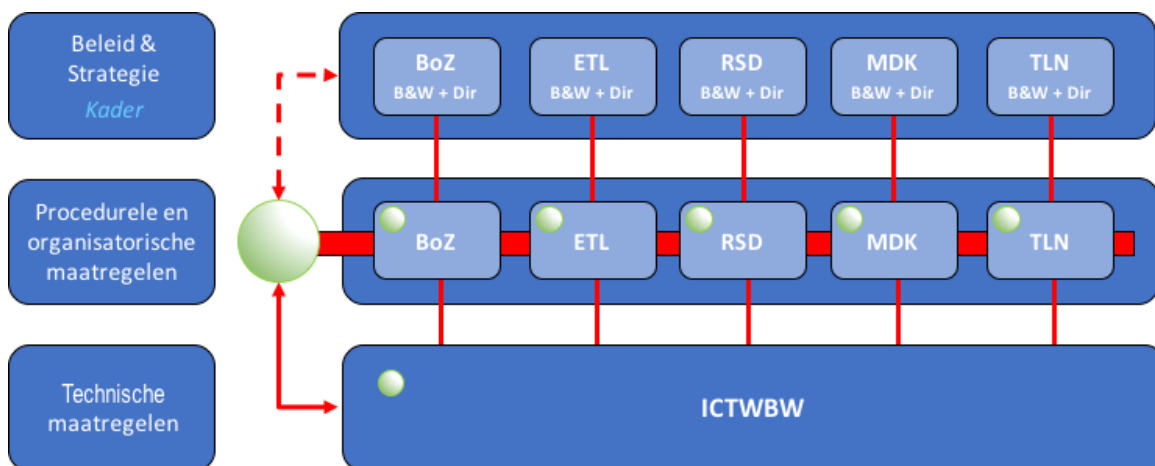 Beleid &
Strategie
Kader
BoZ
B&W + Dir
ETL
B&W + Dir
RSD
B&W + Dir
MDK
B&W + Dir
TLN
B&W + Dir
Procedurele en
organisatorische
maatregelen
BoZ
ETL
RSD
MDK
TLN
Technische
maatregelen
ICTWBW